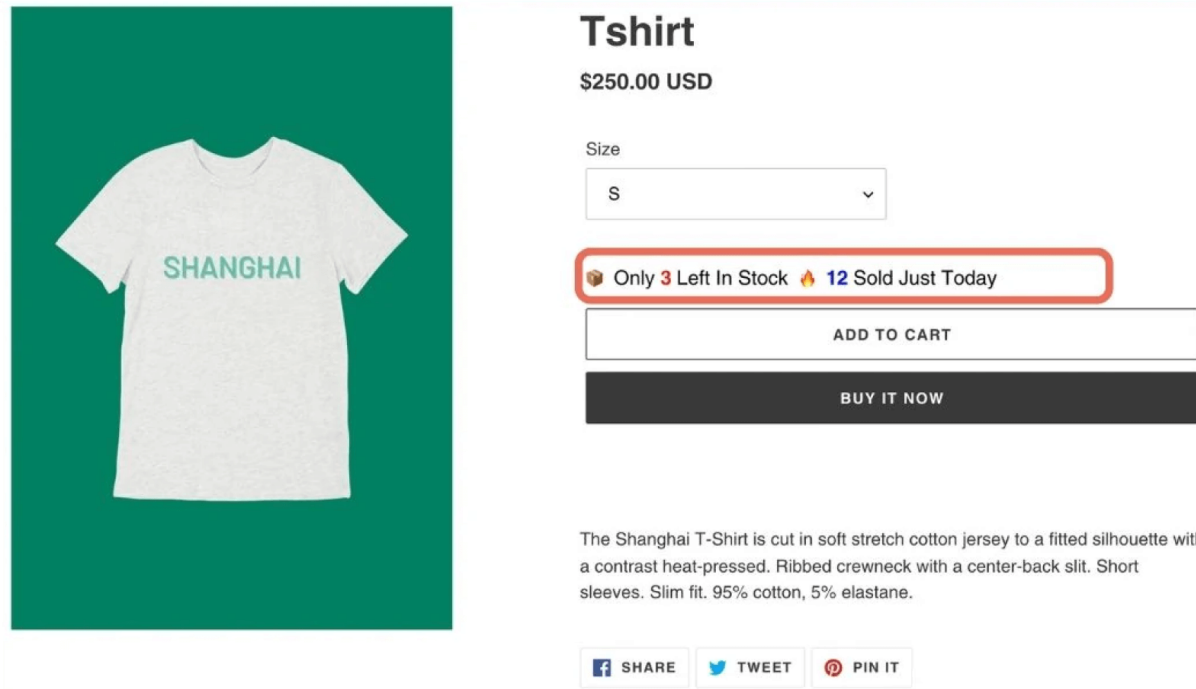 Tshirt
$250.00 USD
Size
S
SHANGHAI
📦 Only 3 Left In Stock 🔥 12 Sold Just Today
ADD TO CART
BUY IT NOW
The Shanghai T-Shirt is cut in soft stretch cotton jersey to a fitted silhouette wit
a contrast heat-pressed. Ribbed crewneck with a center-back slit. Short
sleeves. Slim fit. 95% cotton, 5% elastane.
SHARE
TWEET
PIN IT